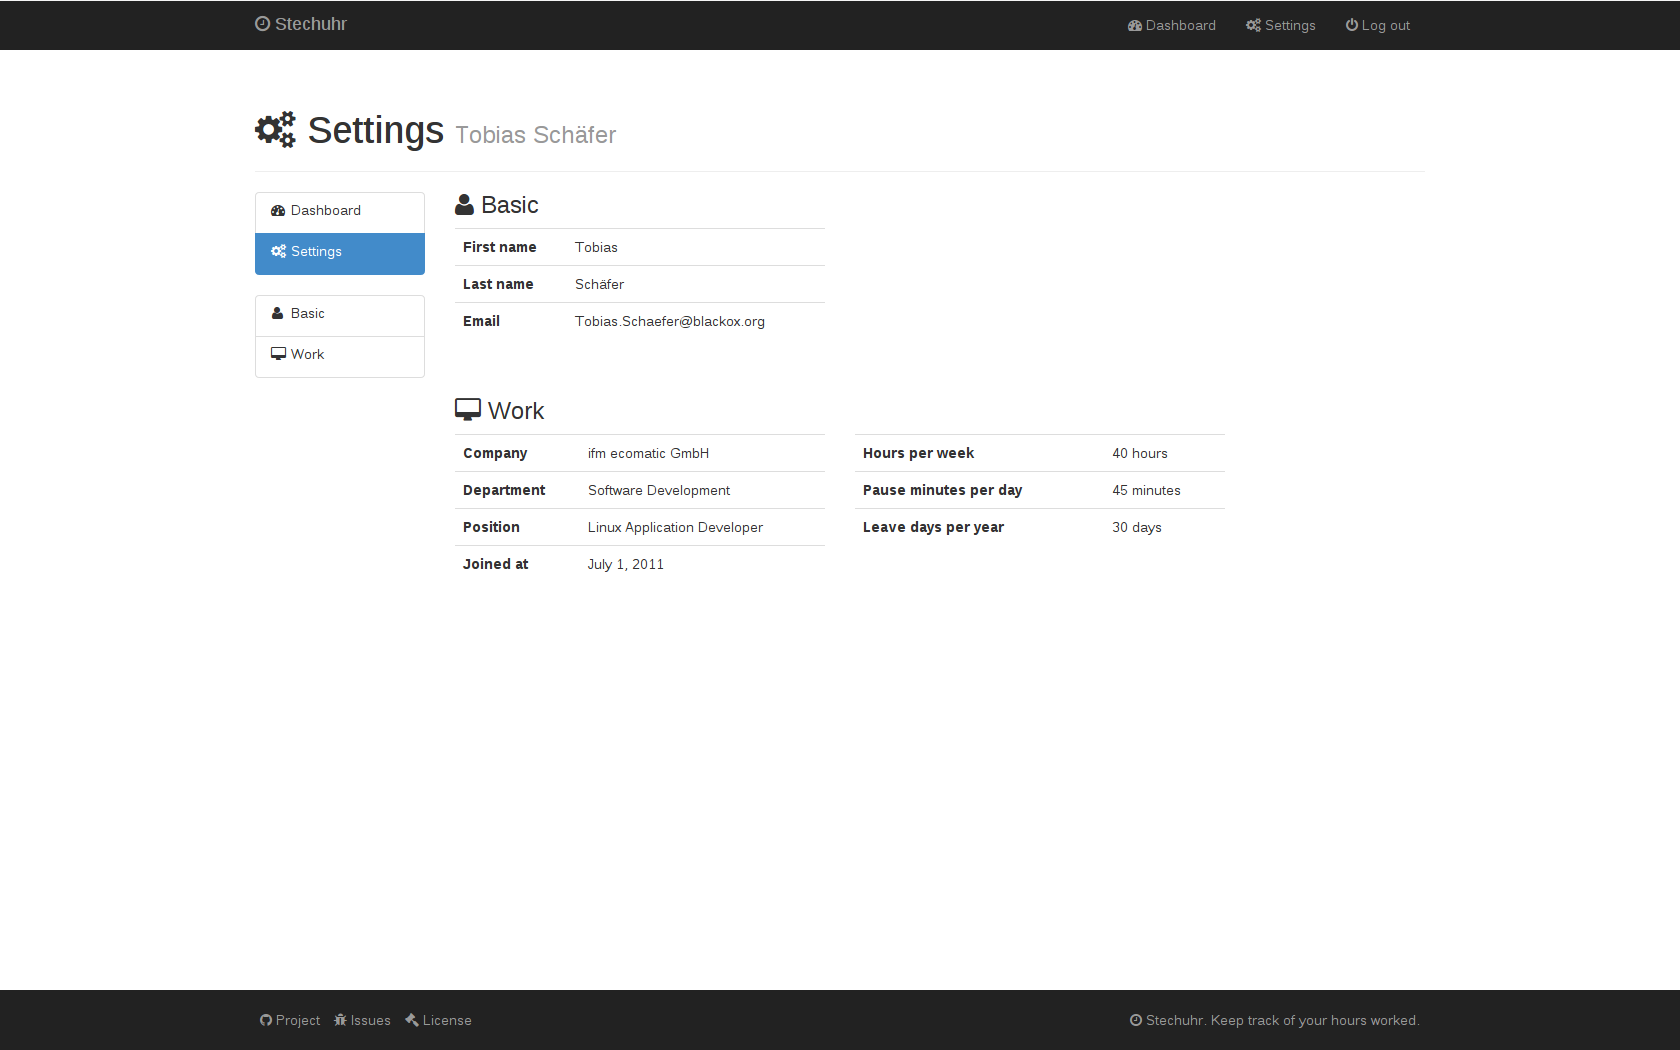 Stechuhr Dashboard Settings Log out
Settings Tobias Schäfer
Dashboard
Settings
Basic
Work
Basic
First name Tobias
Last name Schäfer
Email Tobias.Schaefer@blackox.org
Work
Company ifm ecomatic GmbH
Department Software Development
Position Linux Application Developer
Joined at July 1, 2011
Hours per week 40 hours
Pause minutes per day 45 minutes
Leave days per year 30 days
Project Issues License Stechuhr. Keep track of your hours worked.